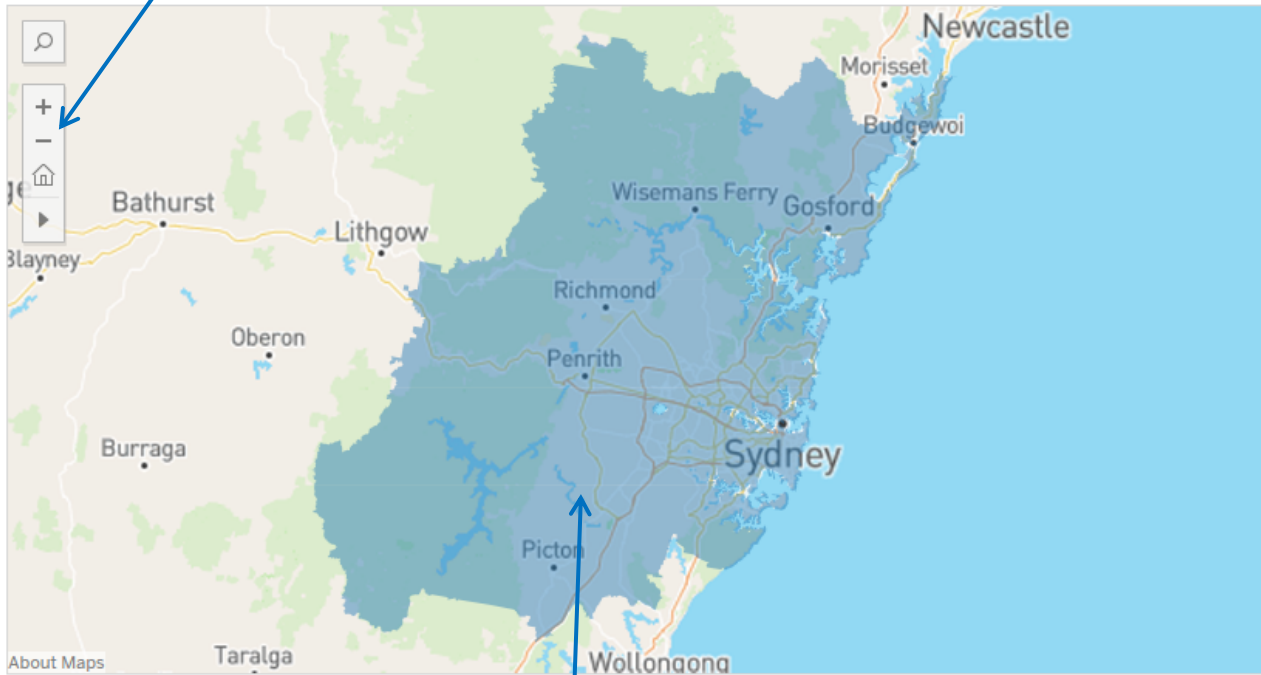 Newcastle
Morisset
Budgewoi
Wisemans Ferry
Gosford
ge
Bathurst
Lithgow
Blayney
Richmond
Oberon
Penrith
Burraga
Sydney
Picton
About Maps
Taralga
Wollongong